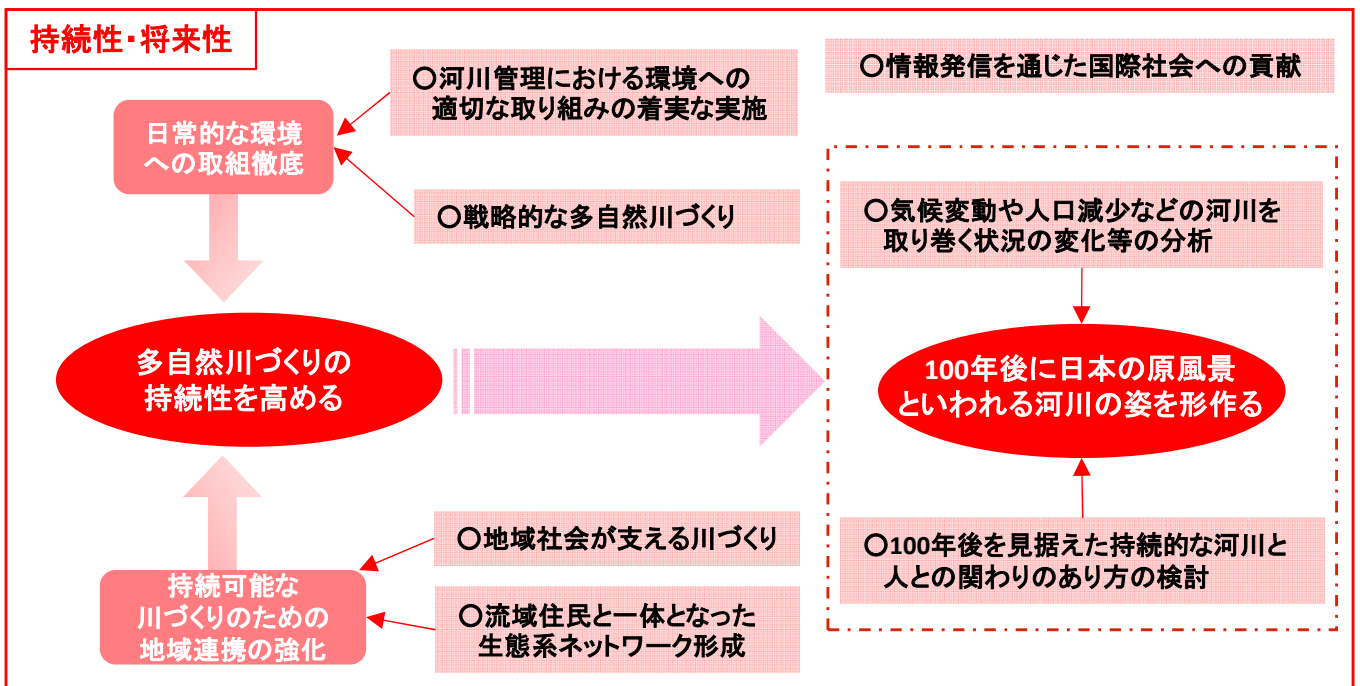 持続性・将来性
日常的な環境
への取組徹底
○河川管理における環境への
適切な取り組みの着実な実施
○戦略的な多自然川づくり
多自然川づくりの
持続性を高める
○地域社会が支える川づくり
持続可能な
川づくりのための
地域連携の強化
○流域住民と一体となった
生態系ネットワーク形成
○情報発信を通じた国際社会への貢献
○気候変動や人口減少などの河川を
取り巻く状況の変化等の分析
100年後に日本の原風景
といわれる河川の姿を形作る
○100年後を見据えた持続的な河川と
人との関わりのあり方の検討